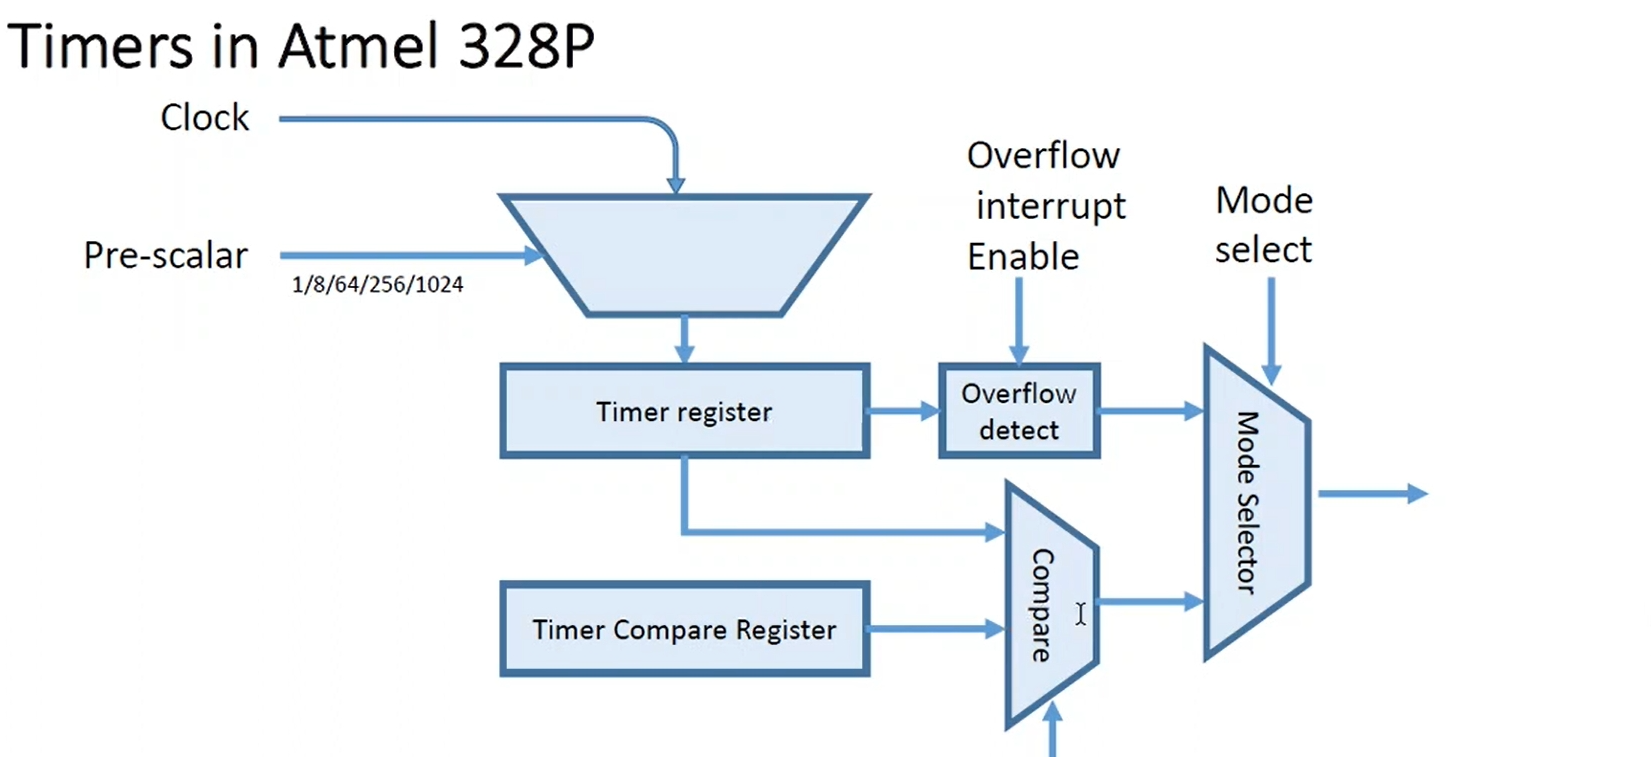 Timers in Atmel 328P
Clock
Pre-scalar
1/8/64/256/1024
Overflow
interrupt
Enable
Mode
select
Timer register
Overflow
detect
Mode Selector
Compare
Timer Compare Register